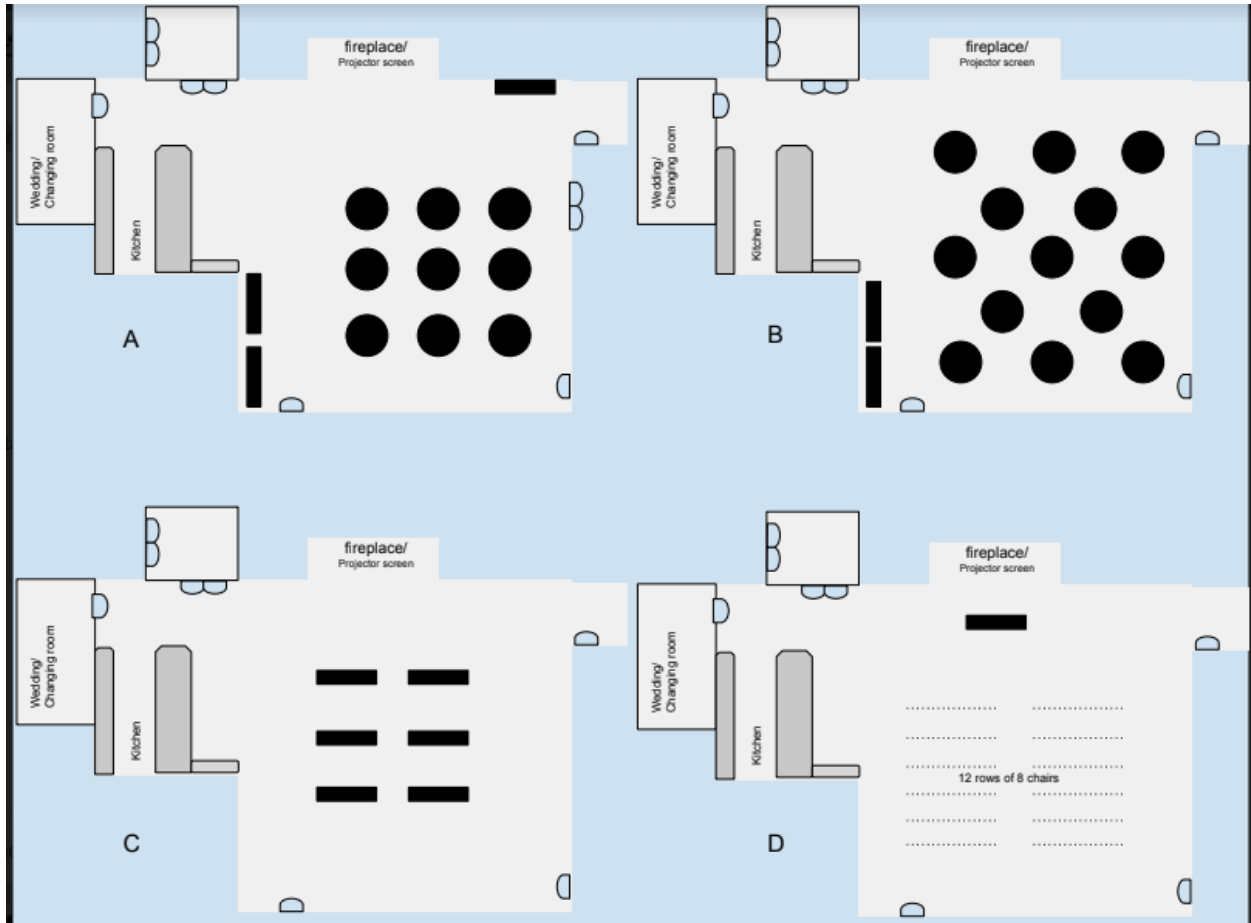 fireplace/
Projector screen
Wedding/
Changing room
Kitchen
A
fireplace/
Projector screen
Wedding/
Changing room
Kitchen
B
fireplace/
Projector screen
Wedding/
Changing room
Kitchen
C
fireplace/
Projector screen
Wedding/
Changing room
Kitchen
12 rows of 8 chairs
D